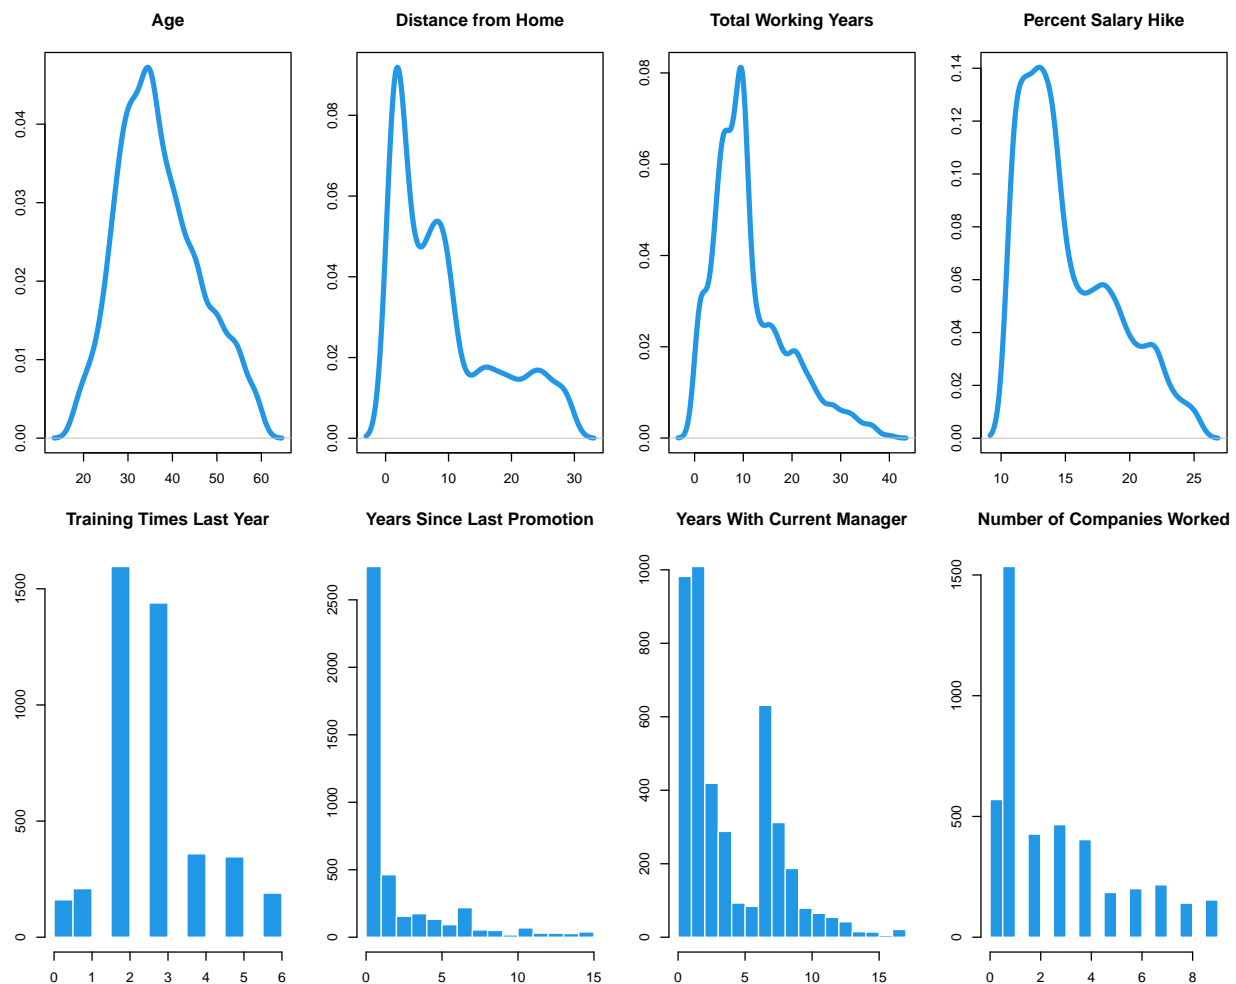 Age
Distance from Home
Total Working Years
Percent Salary Hike
0.00 0.01 0.02 0.03 0.04
20 30 40 50 60
0.00 0.02 0.04 0.06 0.08
0 10 20 30
0.00 0.02 0.04 0.06 0.08
0 10 20 30 40
0.00 0.02 0.04 0.06 0.08 0.10 0.12 0.14
10 15 20 25
Training Times Last Year
Years Since Last Promotion
Years With Current Manager
Number of Companies Worked
0 500 1000 1500
0 1 2 3 4 5 6
0 500 1000 1500 2000 2500
0 5 10 15
0 200 400 600 800 1000
0 5 10 15
0 500 1000 1500
0 2 4 6 8